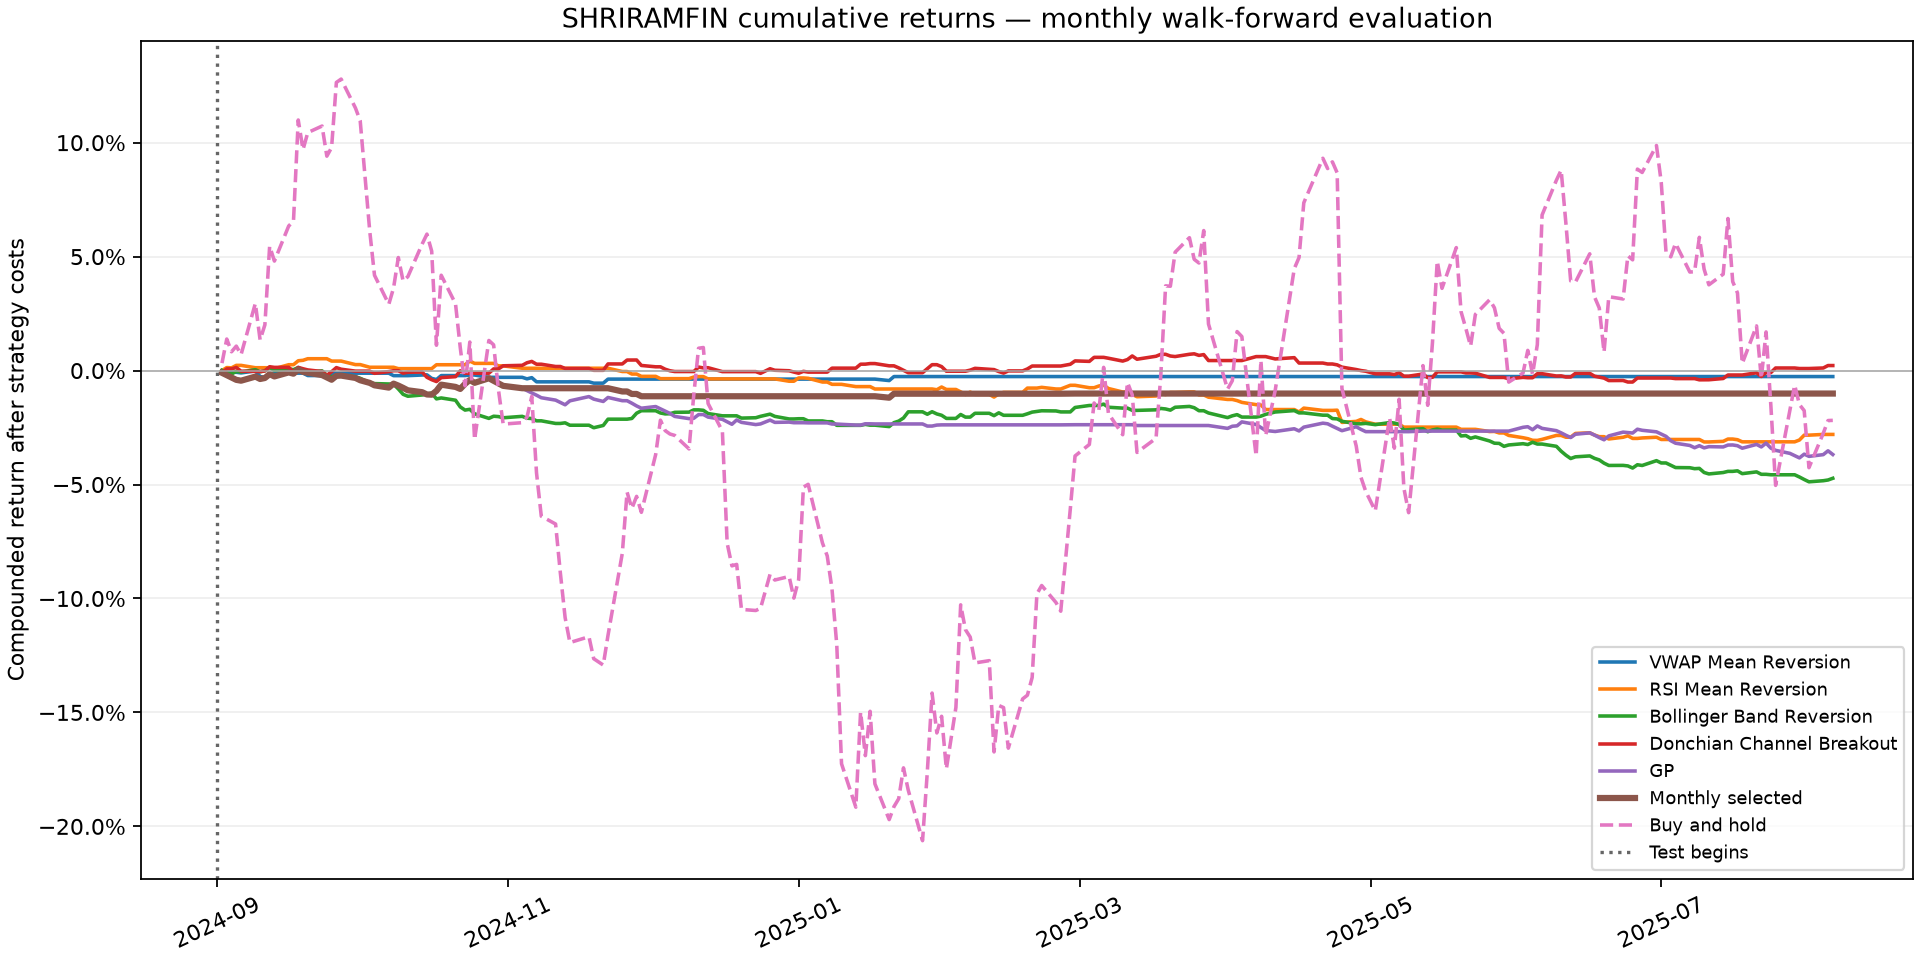 SHRIRAMFIN cumulative returns — monthly walk-forward evaluation
Compounded return after strategy costs
10.0%
5.0%
0.0%
−5.0%
−10.0%
−15.0%
−20.0%
2024-09
2024-11
2025-01
2025-03
2025-05
2025-07
VWAP Mean Reversion
RSI Mean Reversion
Bollinger Band Reversion
Donchian Channel Breakout
GP
Monthly selected
Buy and hold
Test begins